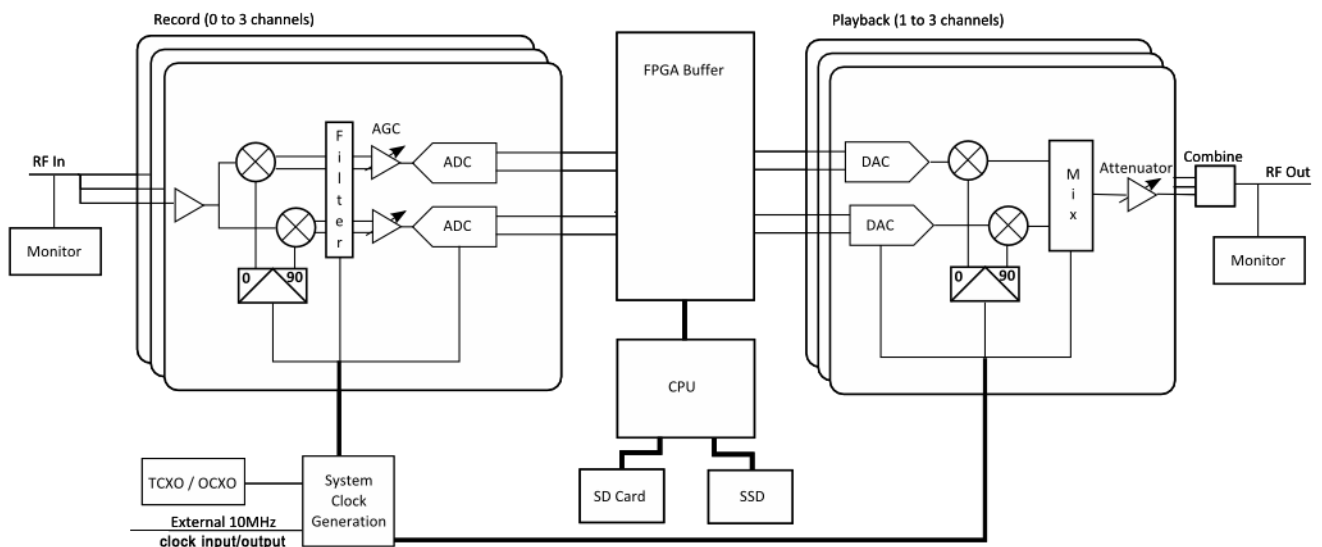 Record (0 to 3 channels)
Playback (1 to 3 channels)
FPGA Buffer
RF In
Filter
AGC
ADC
ADC
0 90
Monitor
DAC
DAC
0 90
Mix
Attenuator
Combine
RF Out
Monitor
CPU
SD Card
SSD
TCXO / OCXO
System
Clock
Generation
External 10MHz
clock input/output